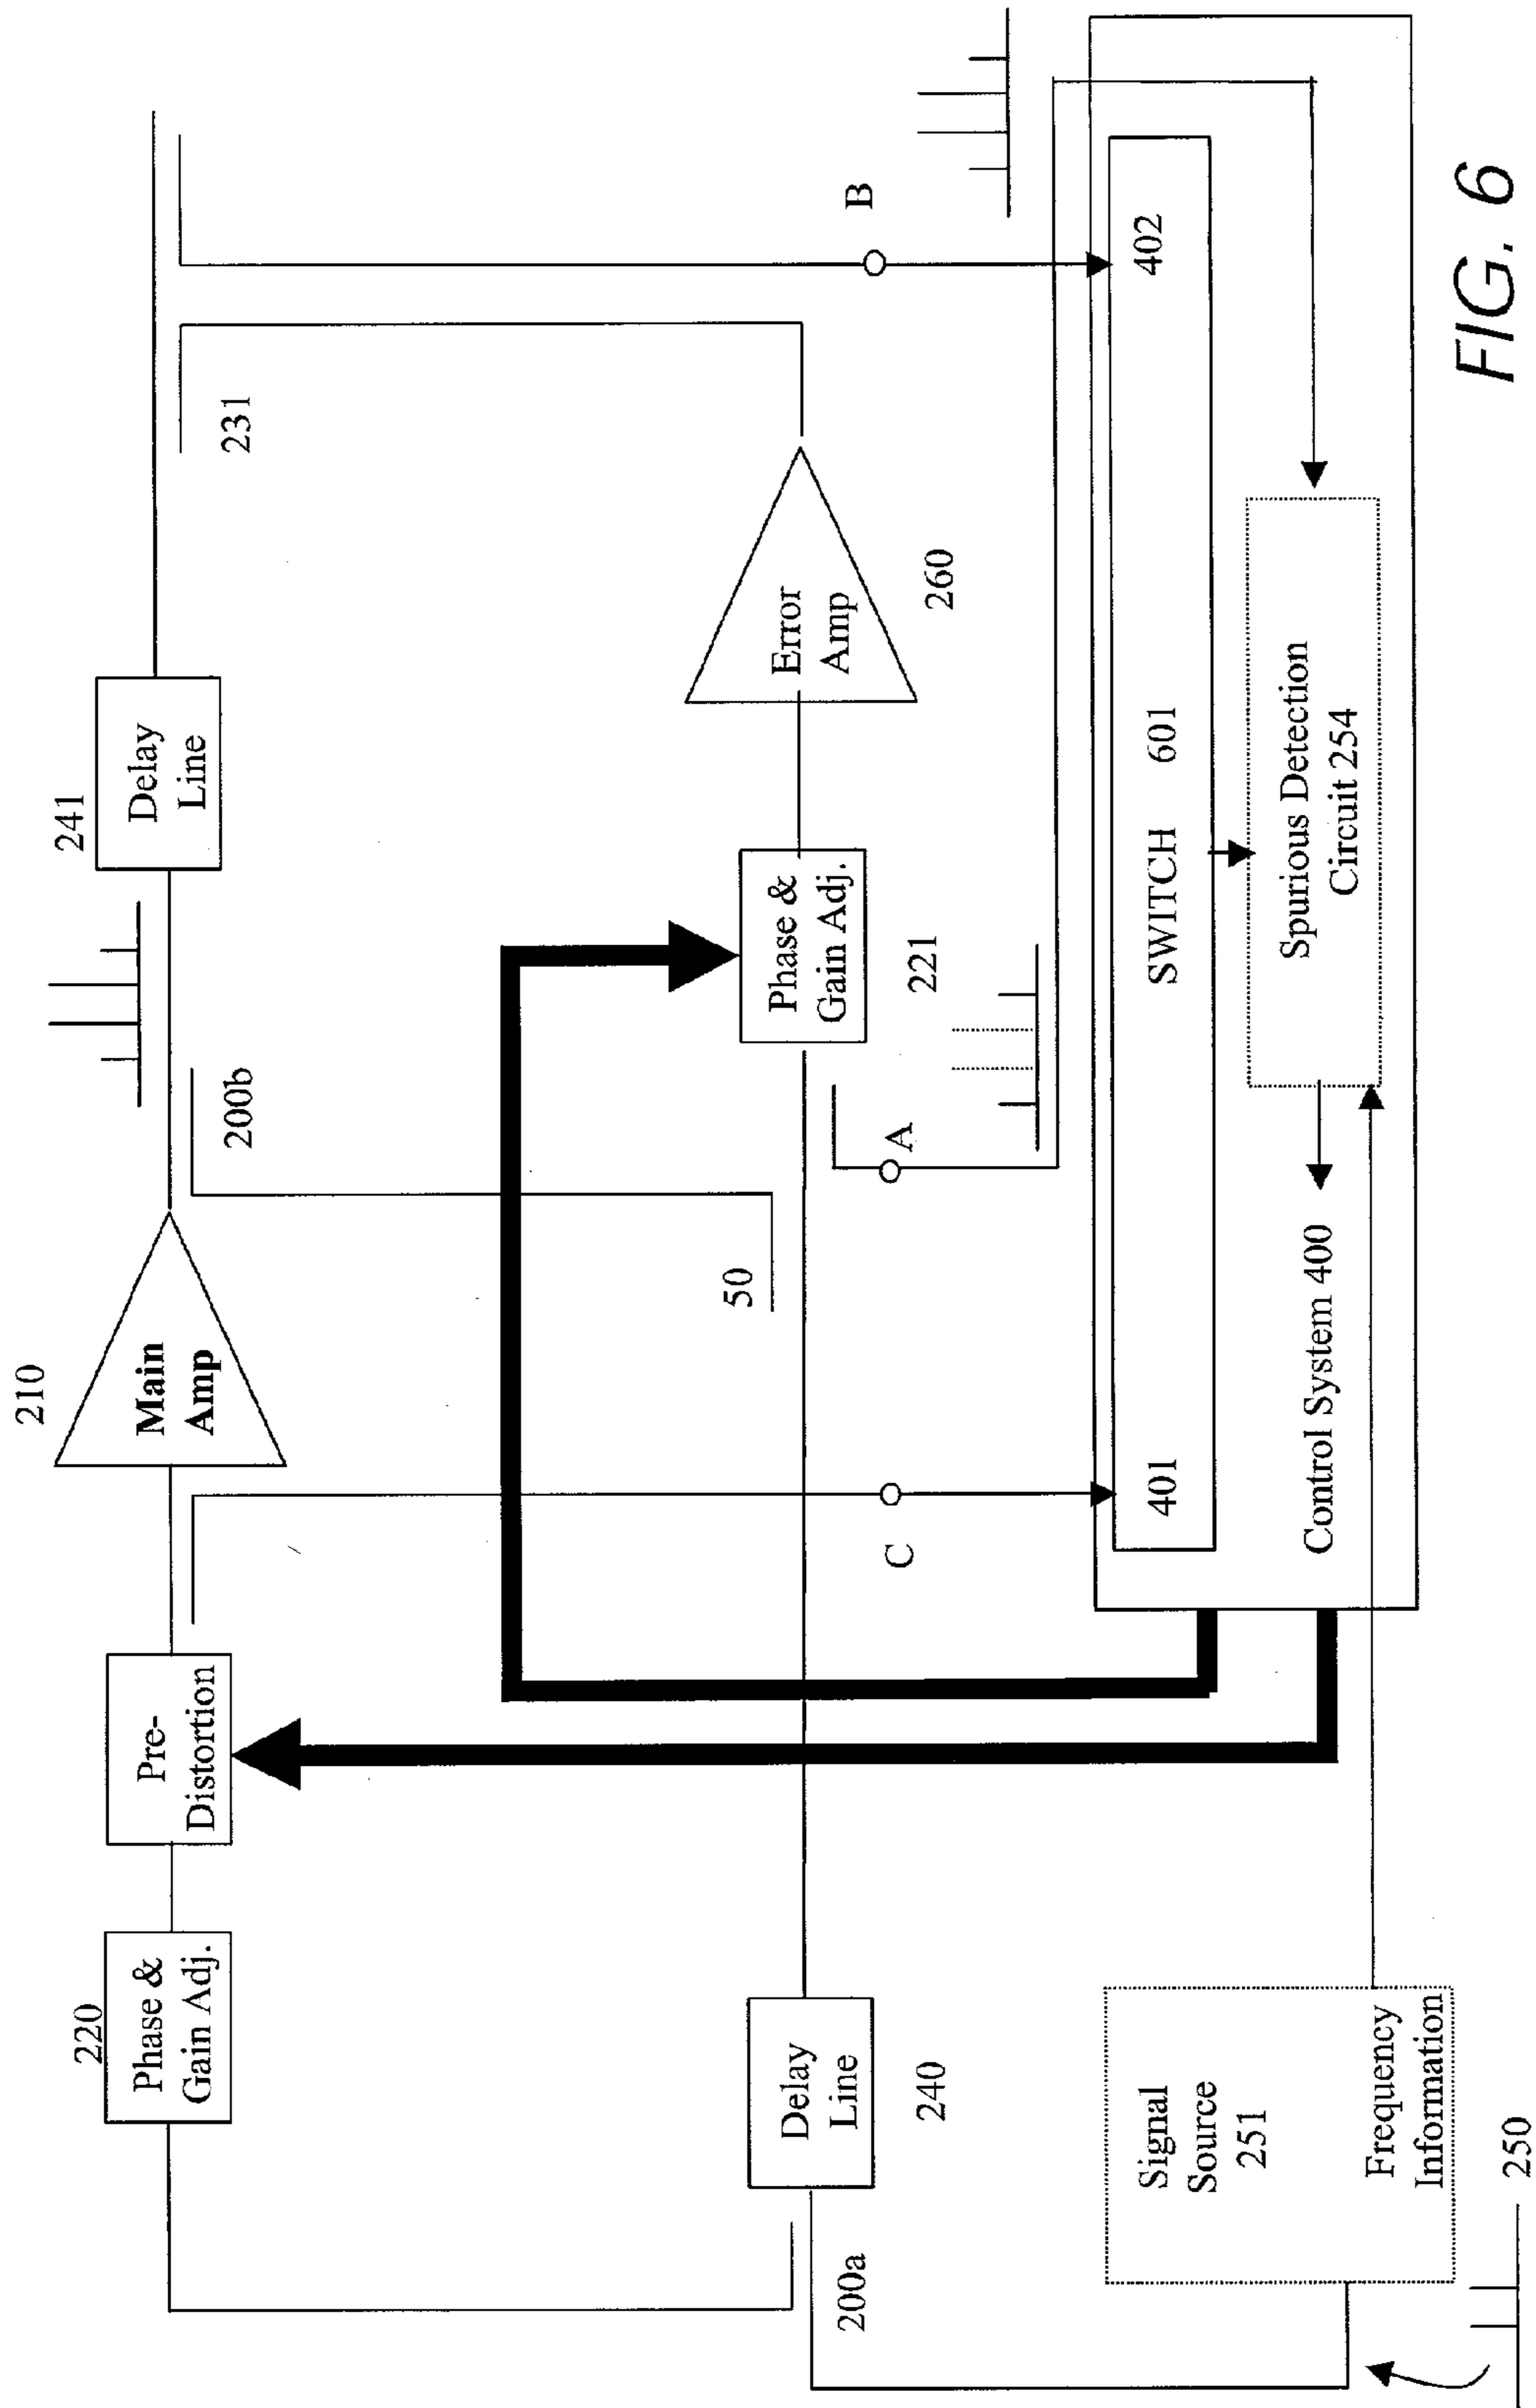 210
Main
Amp
241
Delay
Line
220
Phase &
Gain Adj.
Pre-
Distortion
200b
231
50
Error
Amp
260
Phase &
Gain Adj.
221
Delay
Line
240
200a
C
A
B
401
SWITCH 601
402
Control System 400
Spurious Detection
Circuit 254
Signal
Source
251
Frequency
Information
250
FIG. 6